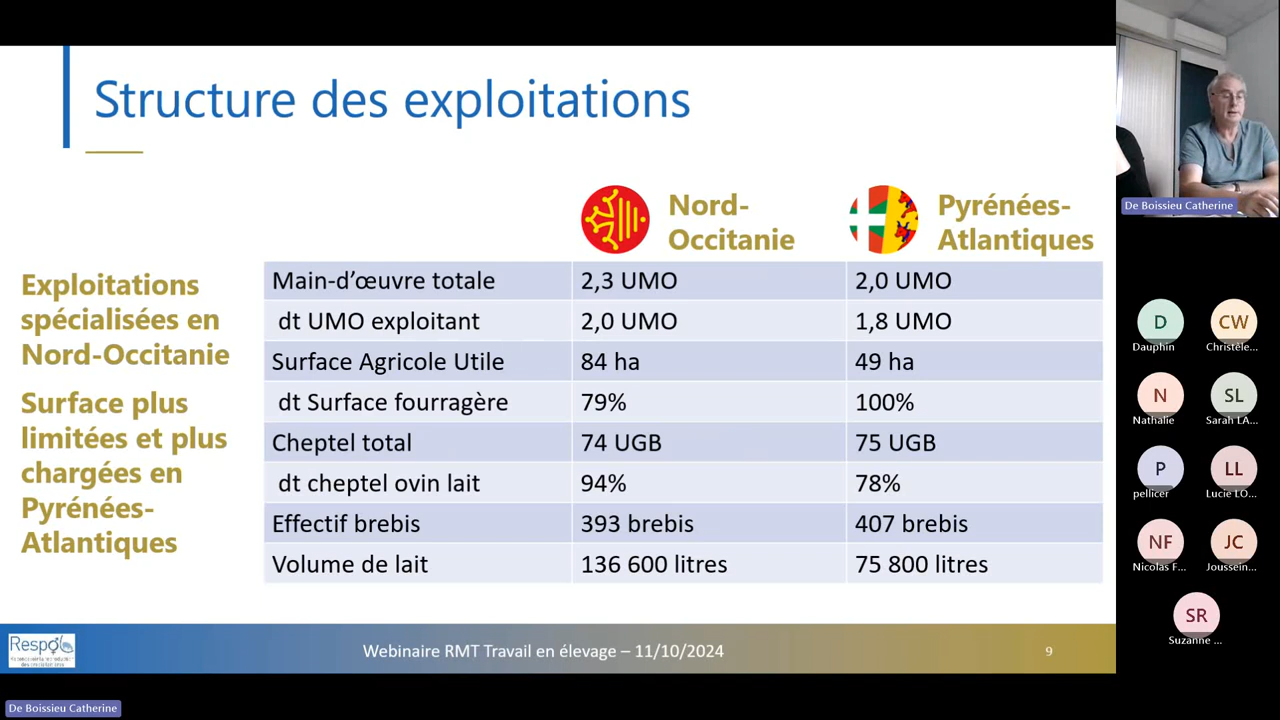 Structure des exploitations
Nord-
Occitanie
Pyrénées-
Atlantiques
Exploitations
spécialisées en
Nord-Occitanie
Surface plus
limitées et plus
chargées en
Pyrénées-
Atlantiques
Main-d’œuvre totale 2,3 UMO 2,0 UMO
dt UMO exploitant 2,0 UMO 1,8 UMO
Surface Agricole Utile 84 ha 49 ha
dt Surface fourragère 79% 100%
Cheptel total 74 UGB 75 UGB
dt cheptel ovin lait 94% 78%
Effectif brebis 393 brebis 407 brebis
Volume de lait 136 600 litres 75 800 litres
Webinaire RMT Travail en élevage – 11/10/2024
9
De Boissieu Catherine
De Boissieu Catherine
D
Dauphin
CW
Christèle...
N
Nathalie
SL
Sarah LA...
P
pellicer
LL
Lucie LO...
NF
Nicolas F...
JC
Joussein...
SR
Suzanne ...